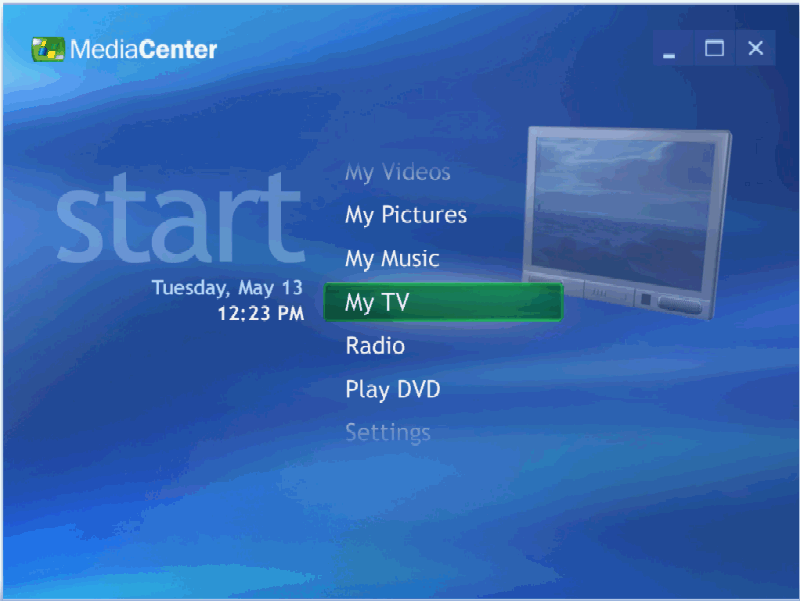 MediaCenter
start
Tuesday, May 13
12:23 PM
My Videos
My Pictures
My Music
My TV
Radio
Play DVD
Settings